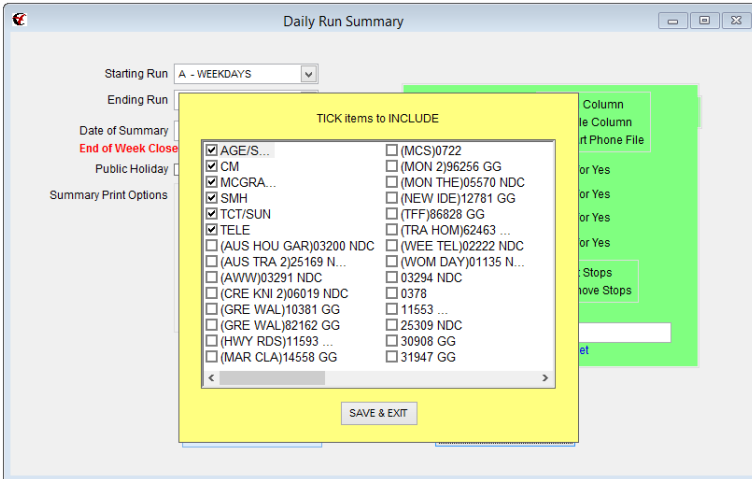 Daily Run Summary
Starting Run A - WEEKDAYS
Ending Run
Date of Summary
End of Week Close
Public Holiday
Summary Print Options
Column
le Column
rt Phone File
or Yes
or Yes
or Yes
or Yes
Stops
nove Stops
et
TICK items to INCLUDE
AGE/S...
CM
MCGRA...
SMH
TCT/SUN
TELE
(AUS HOU GAR)03200 NDC
(AUS TRA 2)25169 N...
(AWW)03291 NDC
(CRE KNI 2)06019 NDC
(GRE WAL)10381 GG
(GRE WAL)82162 GG
(HWY RDS)11593 ...
(MAR CLA)14558 GG
(MCS)0722
(MON 2)96256 GG
(MON THE)05570 NDC
(NEW IDE)12781 GG
(TFF)86828 GG
(TRA HOM)62463 ...
(WEE TEL)02222 NDC
(WOM DAY)01135 N...
03294 NDC
0378
11553 ...
25309 NDC
30908 GG
31947 GG
SAVE & EXIT